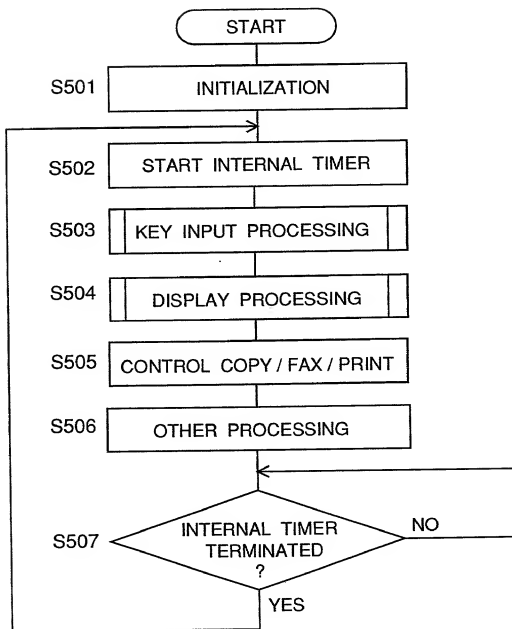 START
S501 INITIALIZATION
S502 START INTERNAL TIMER
S503 KEY INPUT PROCESSING
S504 DISPLAY PROCESSING
S505 CONTROL COPY / FAX / PRINT
S506 OTHER PROCESSING
S507 INTERNAL TIMER
TERMINATED
?
NO
YES